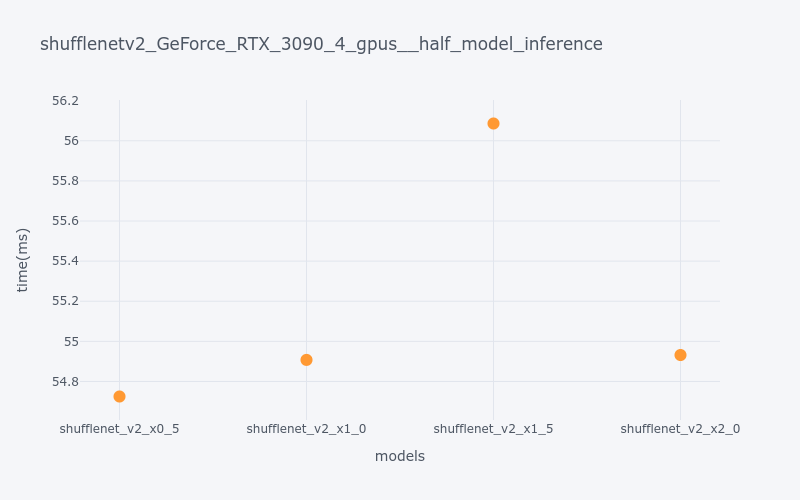 shufflenetv2_GeForce_RTX_3090_4_gpus__half_model_inference
56.2
56
55.8
55.6
55.4
55.2
55
54.8
time(ms)
shufflenet_v2_x0_5 shufflenet_v2_x1_0 shufflenet_v2_x1_5 shufflenet_v2_x2_0
models